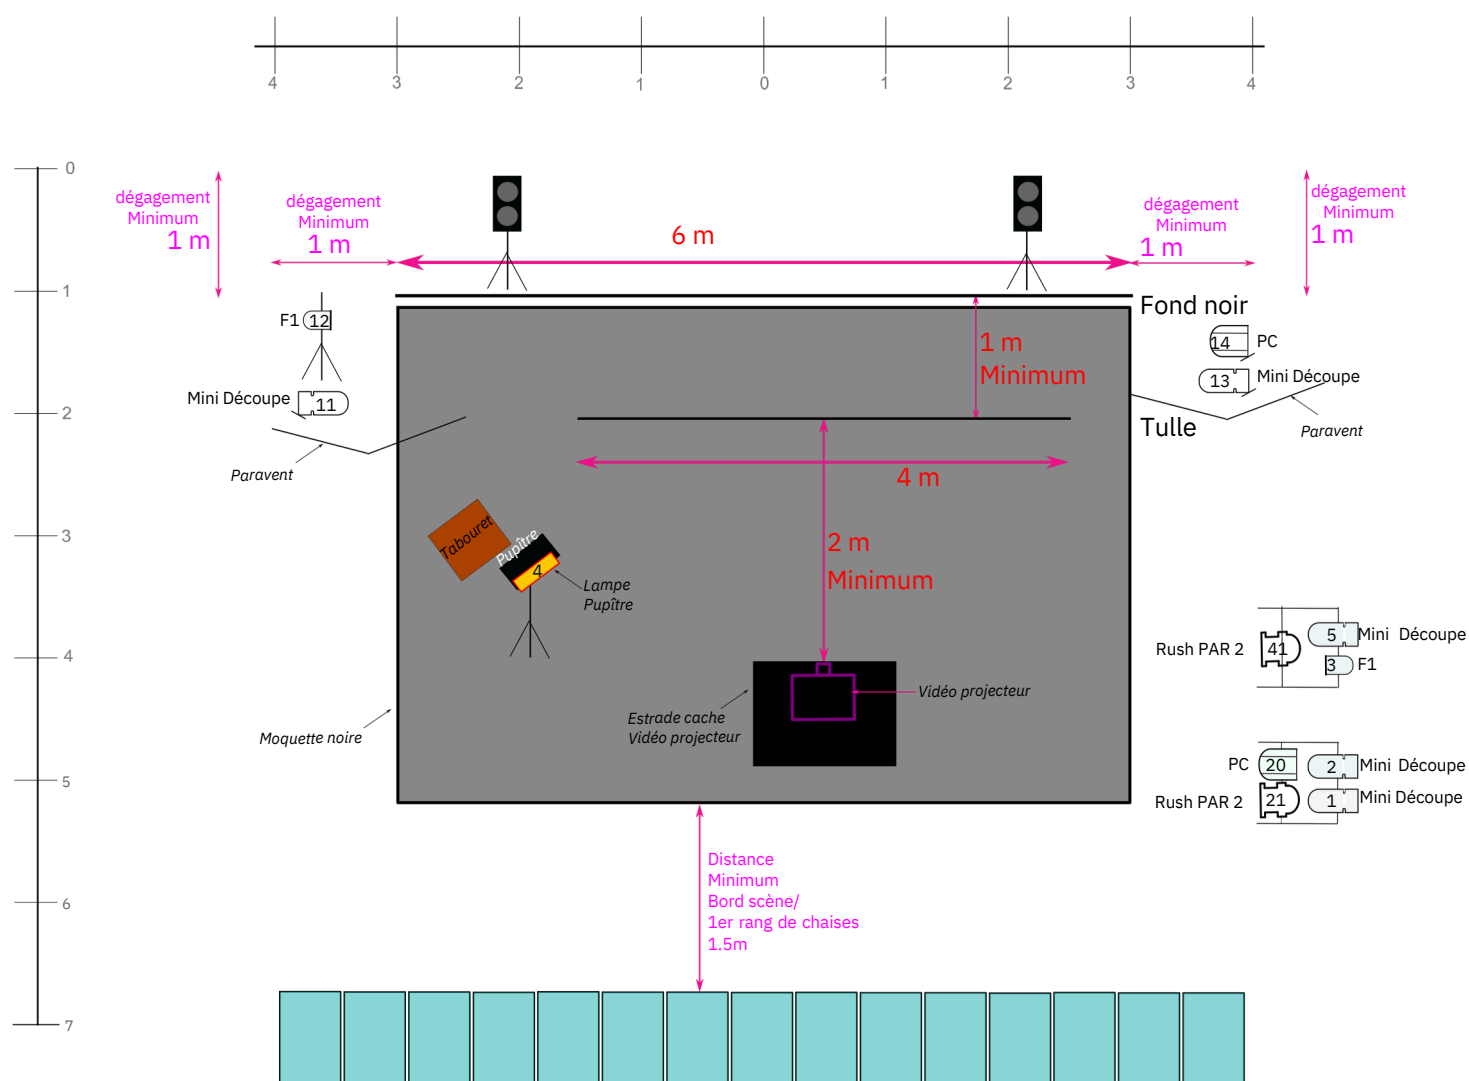 4 3 2 1 0 1 2 3 4
0
1
2
3
4
5
6
7
dégagement
Minimum
1 m
dégagement
Minimum
1 m
6 m
dégagement
Minimum
1 m
dégagement
Minimum
1 m
Fond noir
F1 12
14 PC
1 m
Minimum
Mini Découpe 11
13 Mini Découpe
Tulle
Paravent
Paravent
4 m
Tabouret
Pupître
4
Lampe
Pupître
2 m
Minimum
Rush PAR 2 41 5 Mini Découpe
3 F1
Vidéo projecteur
Estrade cache
Vidéo projecteur
Moquette noire
PC 20 2 Mini Découpe
Rush PAR 2 21 1 Mini Découpe
Distance
Minimum
Bord scène/
1er rang de chaises
1.5m